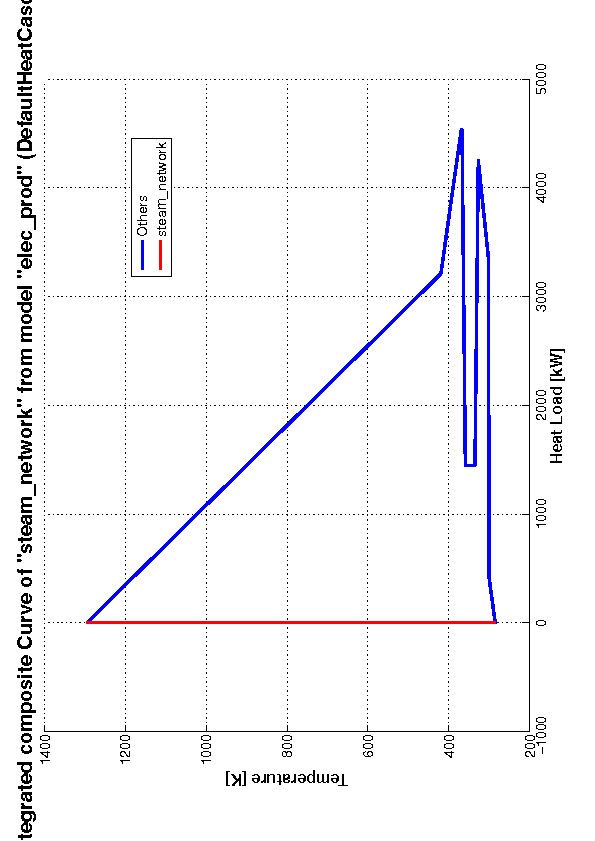 tegrated composite Curve of "steam_network" from model "elec_prod" (DefaultHeatCasc
Others
steam_network
1400
1200
1000
800
600
400
200
Temperature [K]
-1000
0
1000
2000
3000
4000
5000
Heat Load [kW]